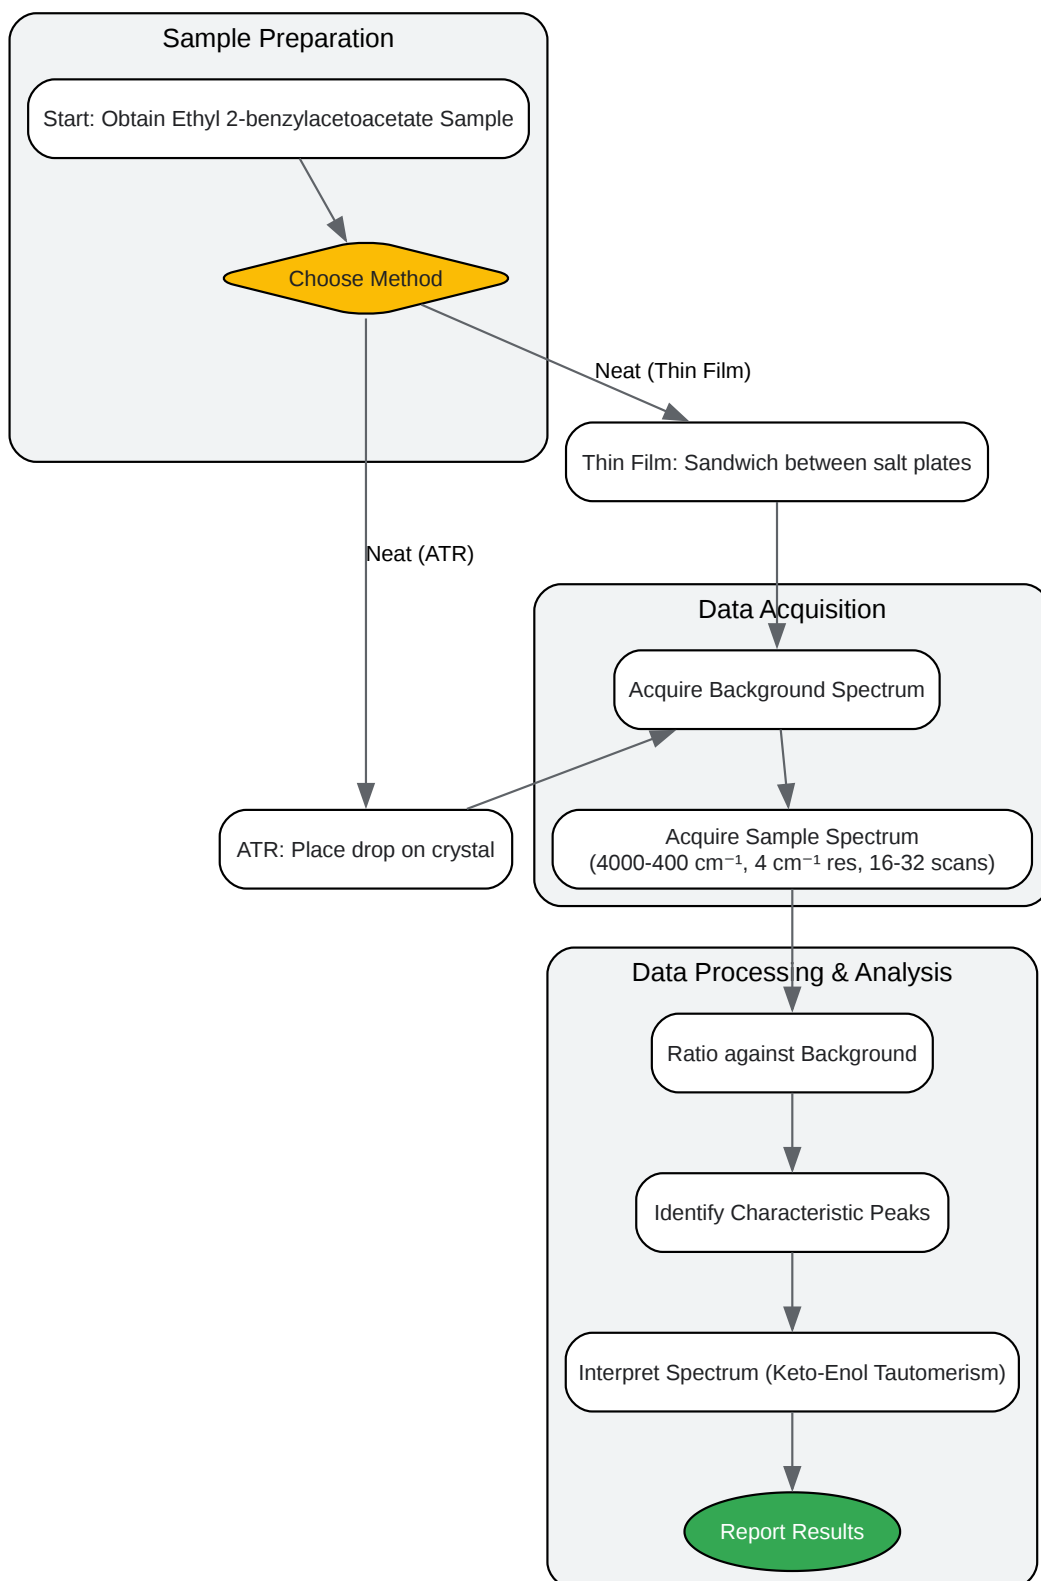 Sample Preparation
Start: Obtain Ethyl 2-benzylacetoacetate Sample
Choose Method
Neat (Thin Film)
Thin Film: Sandwich between salt plates
Neat (ATR)
Data Acquisition
Acquire Background Spectrum
ATR: Place drop on crystal
Acquire Sample Spectrum
(4000-400 cm⁻¹, 4 cm⁻¹ res, 16-32 scans)
Data Processing & Analysis
Ratio against Background
Identify Characteristic Peaks
Interpret Spectrum (Keto-Enol Tautomerism)
Report Results